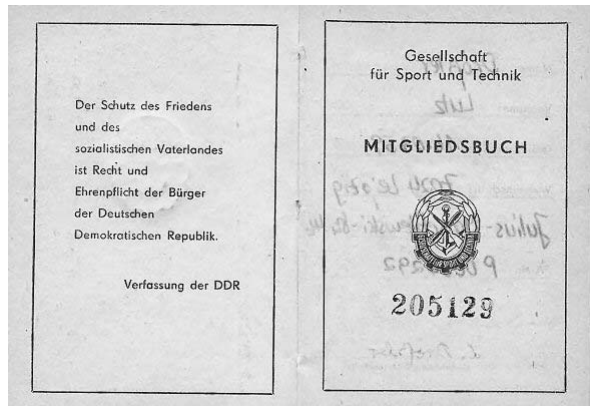 Der Schutz des Friedens
und des
sozialistischen Vaterlandes
ist Recht und
Ehrenpflicht der Bürger
der Deutschen
Demokratischen Republik.
Verfassung der DDR
Gesellschaft
für Sport und Technik
MITGLIEDSBUCH
205129